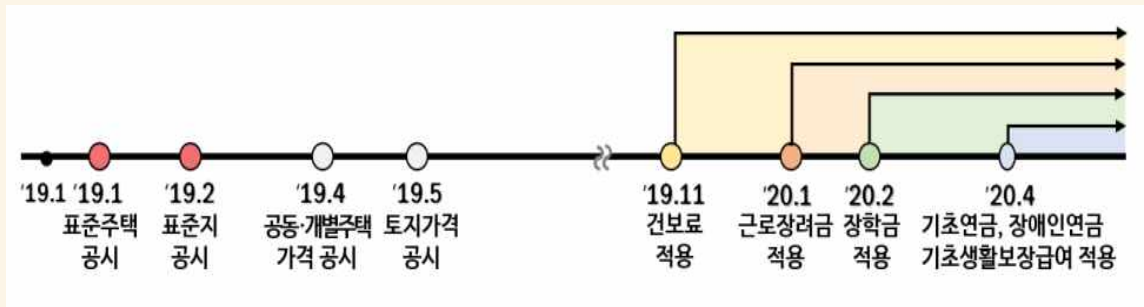 '19.1 '19.1 '19.2 '19.4 '19.5 '19.11 '20.1 '20.2 '20.4
표준주택 표준지 공동·개별주택 토지가격 건보료 근로장려금 장학금 기초연금, 장애인연금
공시 공시 가격 공시 공시 적용 적용 적용 기초생활보장급여 적용